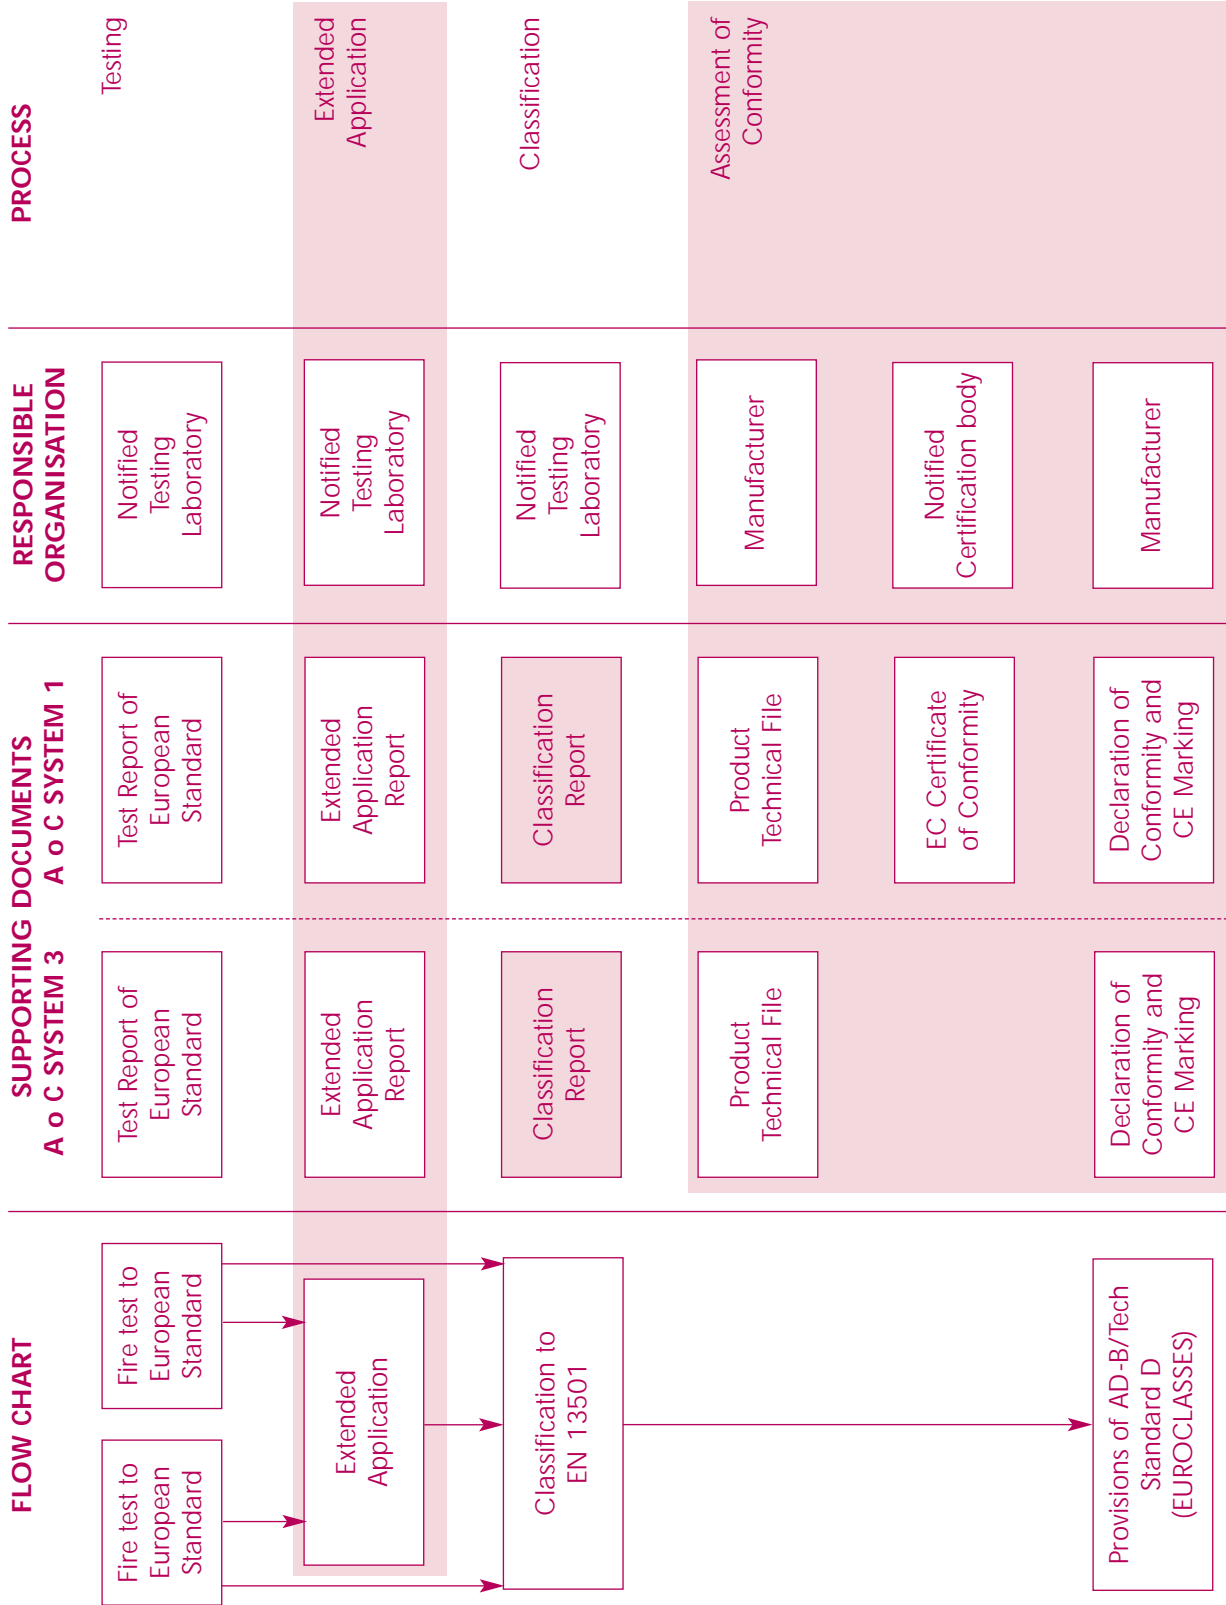 FLOW CHART
SUPPORTING DOCUMENTS
A o C SYSTEM 3
A o C SYSTEM 1
RESPONSIBLE
ORGANISATION
PROCESS
Fire test to
European
Standard
Fire test to
European
Standard
Test Report of
European
Standard
Test Report of
European
Standard
Notified
Testing
Laboratory
Testing
Extended
Application
Extended
Application
Report
Extended
Application
Report
Notified
Testing
Laboratory
Extended
Application
Classification to
EN 13501
Classification
Report
Classification
Report
Notified
Testing
Laboratory
Classification
Product
Technical File
Product
Technical File
Manufacturer
Assessment of
Conformity
EC Certificate
of Conformity
Notified
Certification body
Provisions of AD-B/Tech
Standard D
(EUROCLASSES)
Declaration of
Conformity and
CE Marking
Declaration of
Conformity and
CE Marking
Manufacturer